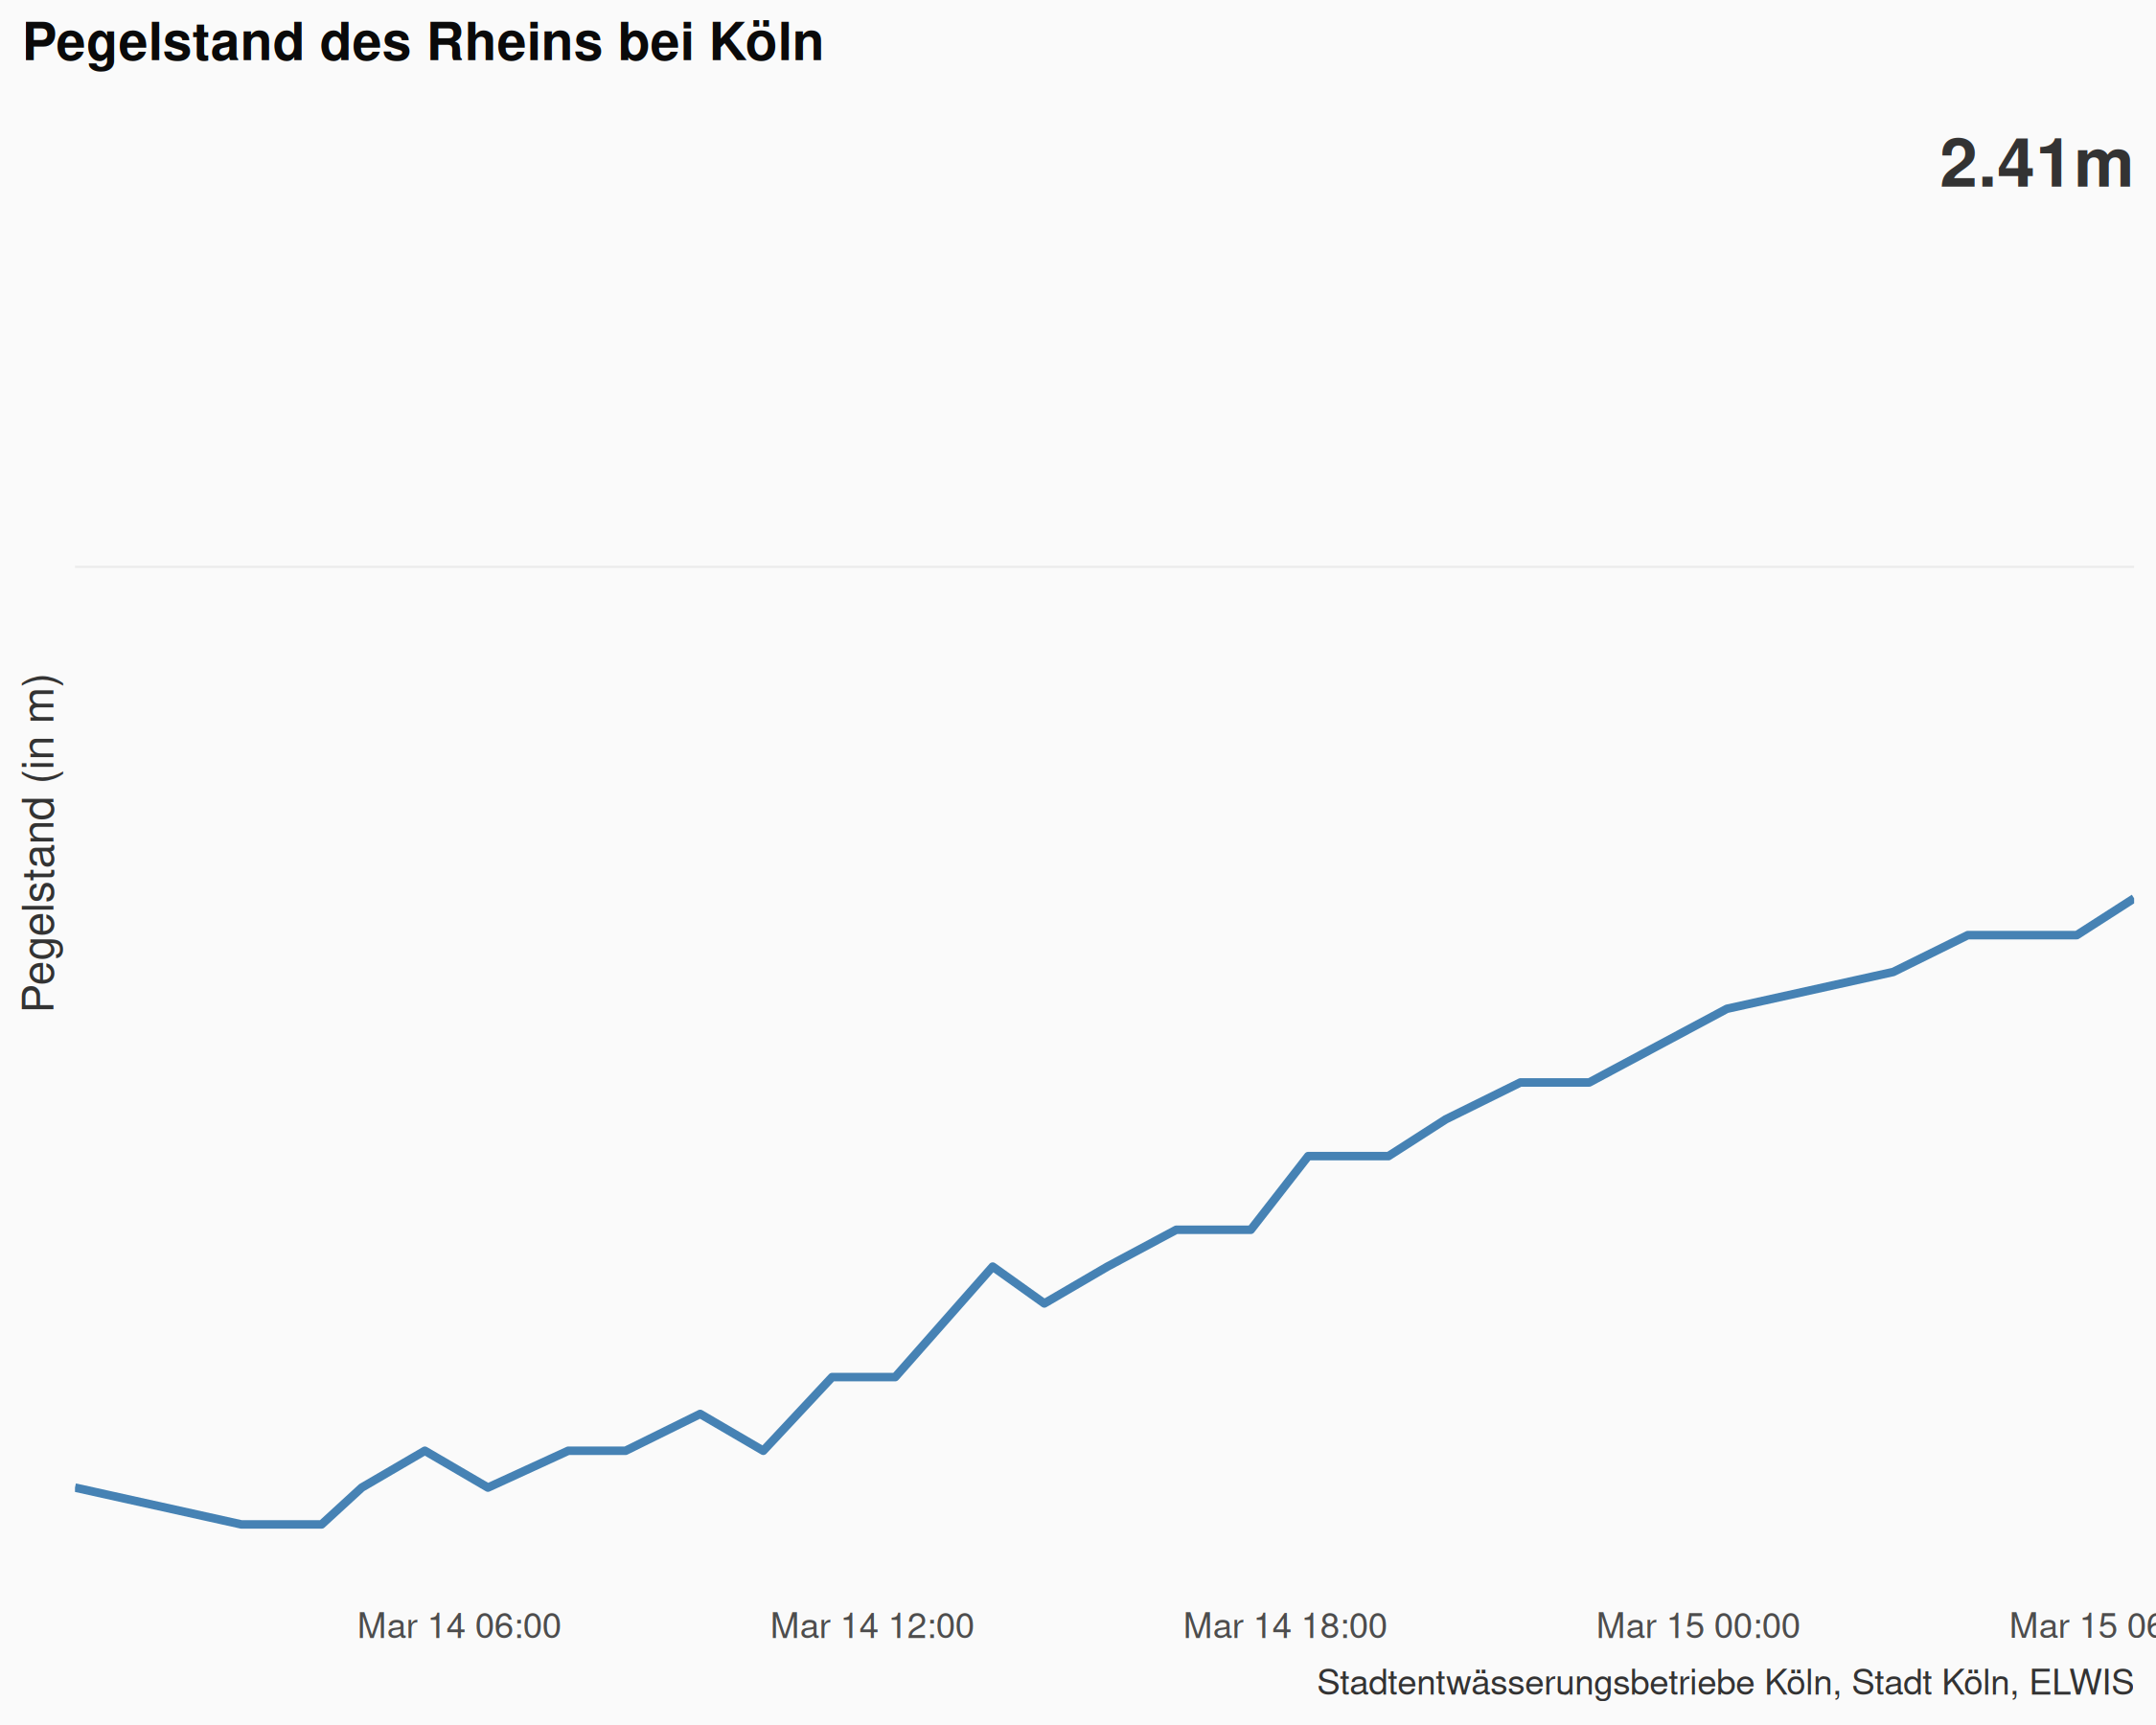 Pegelstand des Rheins bei Köln
2.41m
Pegelstand (in m)
Mar 14 06:00
Mar 14 12:00
Mar 14 18:00
Mar 15 00:00
Mar 15 06
Stadtentwässerungsbetriebe Köln, Stadt Köln, ELWIS